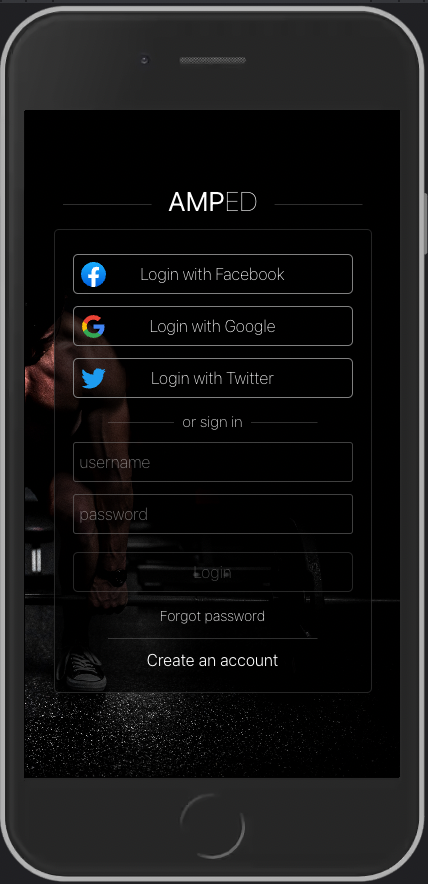 AMPED
Login with Facebook
Login with Google
Login with Twitter
or sign in
username
password
Login
Forgot password
Create an account